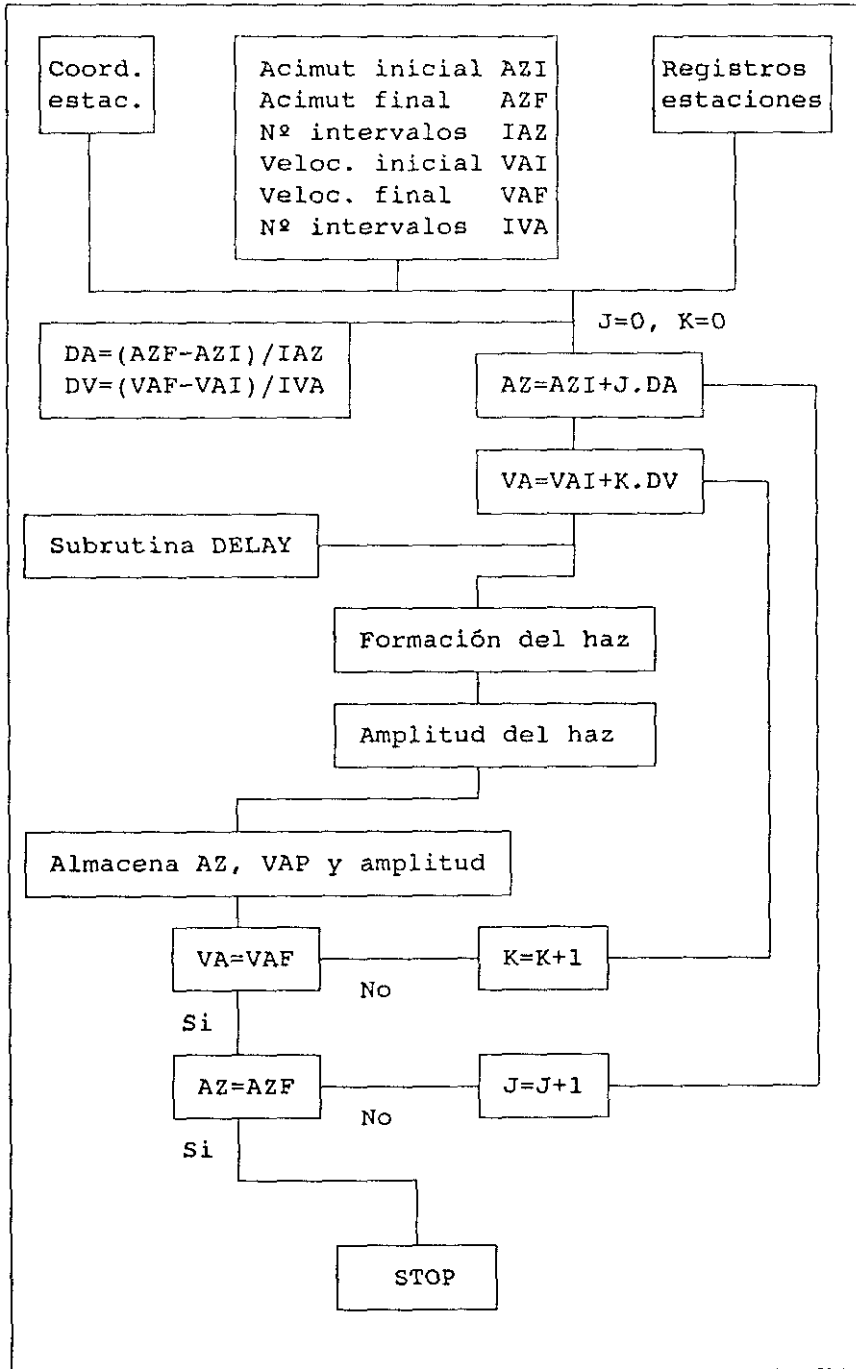 Coord.
estac.
Acimut inicial AZI
Acimut final AZF
Nº intervalos IAZ
Veloc. inicial VAI
Veloc. final VAF
Nº intervalos IVA
Registros
estaciones
J=0, K=0
DA=(AZF-AZI)/IAZ
DV=(VAF-VAI)/IVA
AZ=AZI+J.DA
VA=VAI+K.DV
Subrutina DELAY
Formación del haz
Amplitud del haz
Almacena AZ, VAP y amplitud
VA=VAF
No
K=K+1
Si
AZ=AZF
No
J=J+1
Si
STOP